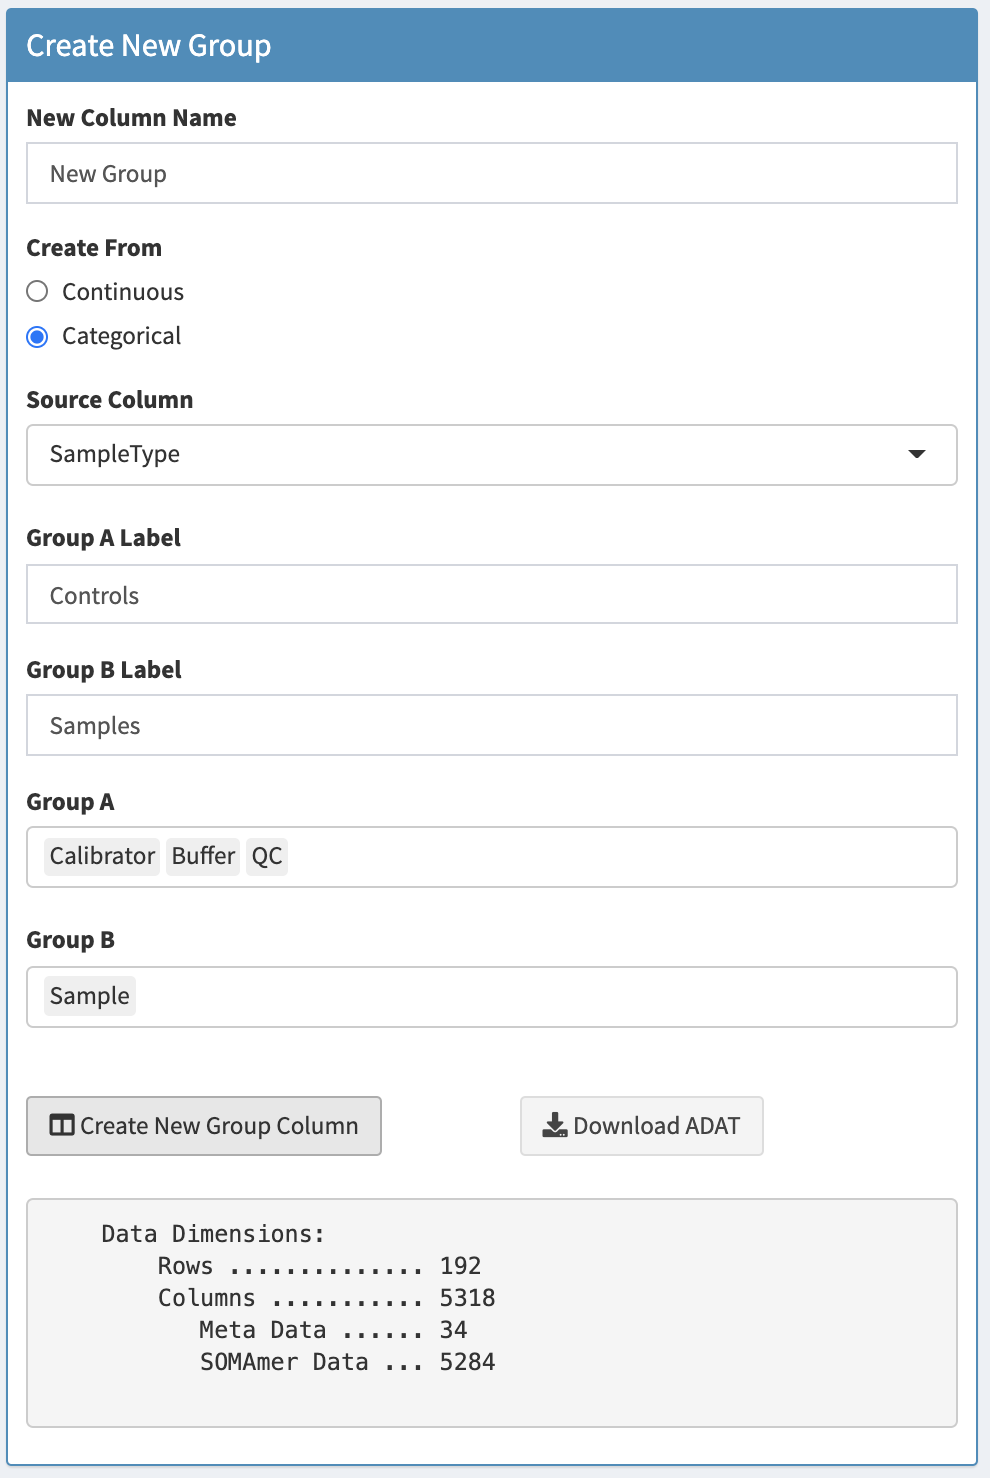 Create New Group
New Column Name
New Group
Create From
Continuous
Categorical
Source Column
SampleType
Group A Label
Controls
Group B Label
Samples
Group A
Calibrator Buffer QC
Group B
Sample
Create New Group Column Download ADAT
Data Dimensions:
Rows .............. 192
Columns ........... 5318
Meta Data ...... 34
SOMAmer Data ... 5284